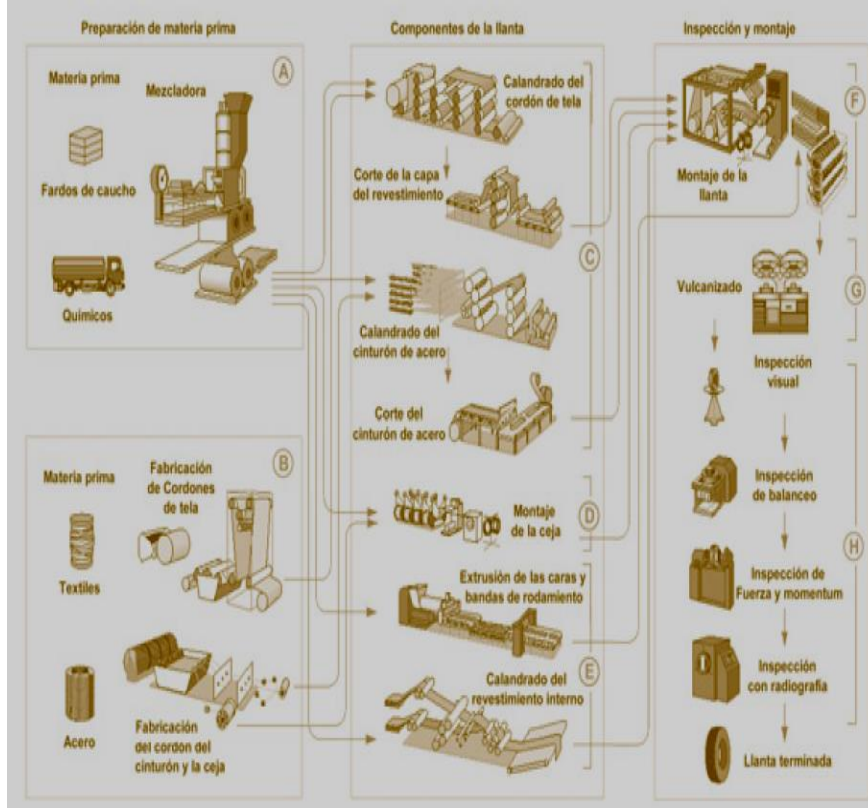 Preparación de materia prima
Componentes de la llanta
Inspección y montaje
A
Materia prima
Mezcladora
Fardos de caucho
Químicos
B
Materia prima
Fabricación
de Cordones
de tela
Textiles
Acero
Fabricación
del cordon del
cinturón y la ceja
Calandrado del
cordón de tela
Corte de la capa
del revestimiento
C
Calandrado del
cinturón de acero
Corte del
cinturón de acero
Montaje
de la ceja
D
Extrusión de las caras y
bandas de rodamiento
Calandrado del
revestimiento interno
E
F
Montaje de la
llanta
Vulcanizado
G
Inspección
visual
Inspección
de balanceo
H
Inspección de
Fuerza y momentum
Inspección
con radiografía
Llanta terminada